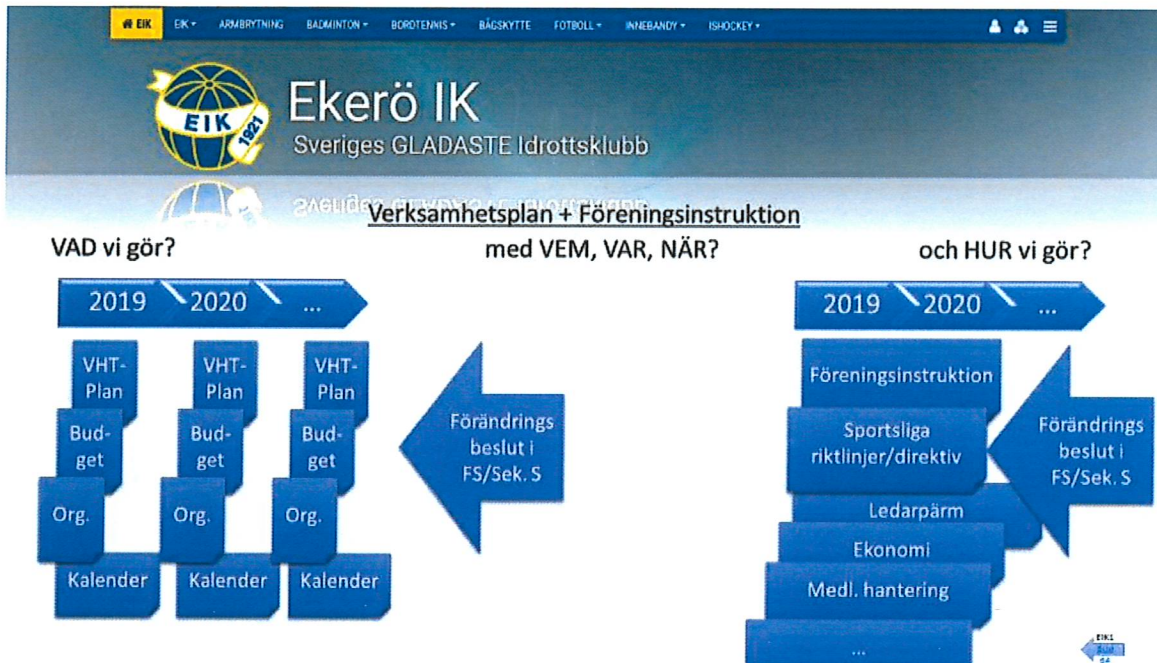 EIK
EIK
ARMBRYTNING
BADMINTON
BORDTENNIS
BÅGSKYTTE
FOTBOLL
INNEBANDY
ISHOCKEY
EIK
1921
Ekerö IK
Sveriges GLADASTE Idrottsklubb
Verksamhetsplan + Föreningsinstruktion
VAD vi gör?
med VEM, VAR, NÄR?
och HUR vi gör?
2019
2020
...
VHT-
Plan
VHT-
Plan
VHT-
Plan
Bud-
get
Bud-
get
Bud-
get
Org.
Org.
Org.
Kalender
Kalender
Kalender
Förändrings
beslut i
FS/Sek. S
2019
2020
...
Föreningsinstruktion
Sportsliga
riktlinjer/direktiv
Ledarpärm
Ekonomi
Medl. hantering
...
Förändrings
beslut i
FS/Sek. S